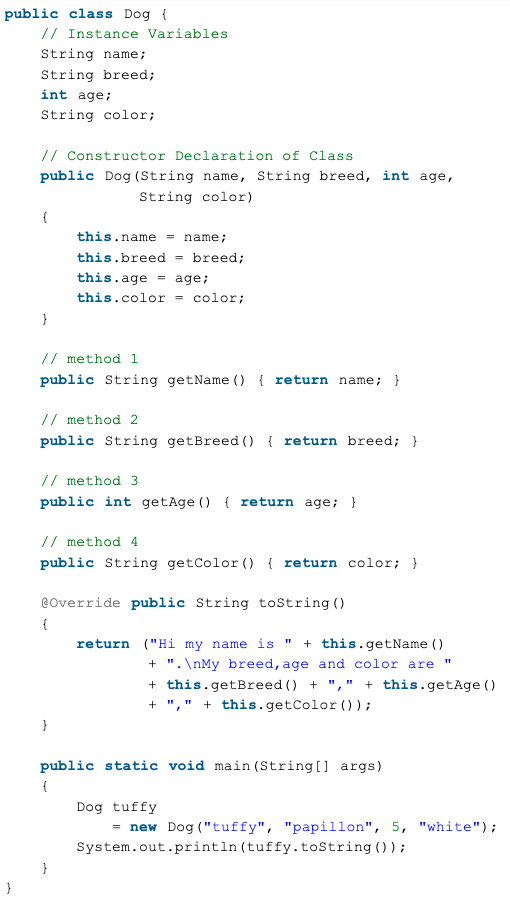 public class Dog {
    // Instance Variables
    String name;
    String breed;
    int age;
    String color;

    // Constructor Declaration of Class
    public Dog(String name, String breed, int age,
               String color)
    {
        this.name = name;
        this.breed = breed;
        this.age = age;
        this.color = color;
    }

    // method 1
    public String getName() { return name; }

    // method 2
    public String getBreed() { return breed; }

    // method 3
    public int getAge() { return age; }

    // method 4
    public String getColor() { return color; }

    @Override public String toString()
    {
        return ("Hi my name is " + this.getName()
                + ".\nMy breed,age and color are "
                + this.getBreed() + "," + this.getAge()
                + "," + this.getColor());
    }

    public static void main(String[] args)
    {
        Dog tuffy
            = new Dog("tuffy", "papillon", 5, "white");
        System.out.println(tuffy.toString());
    }
}